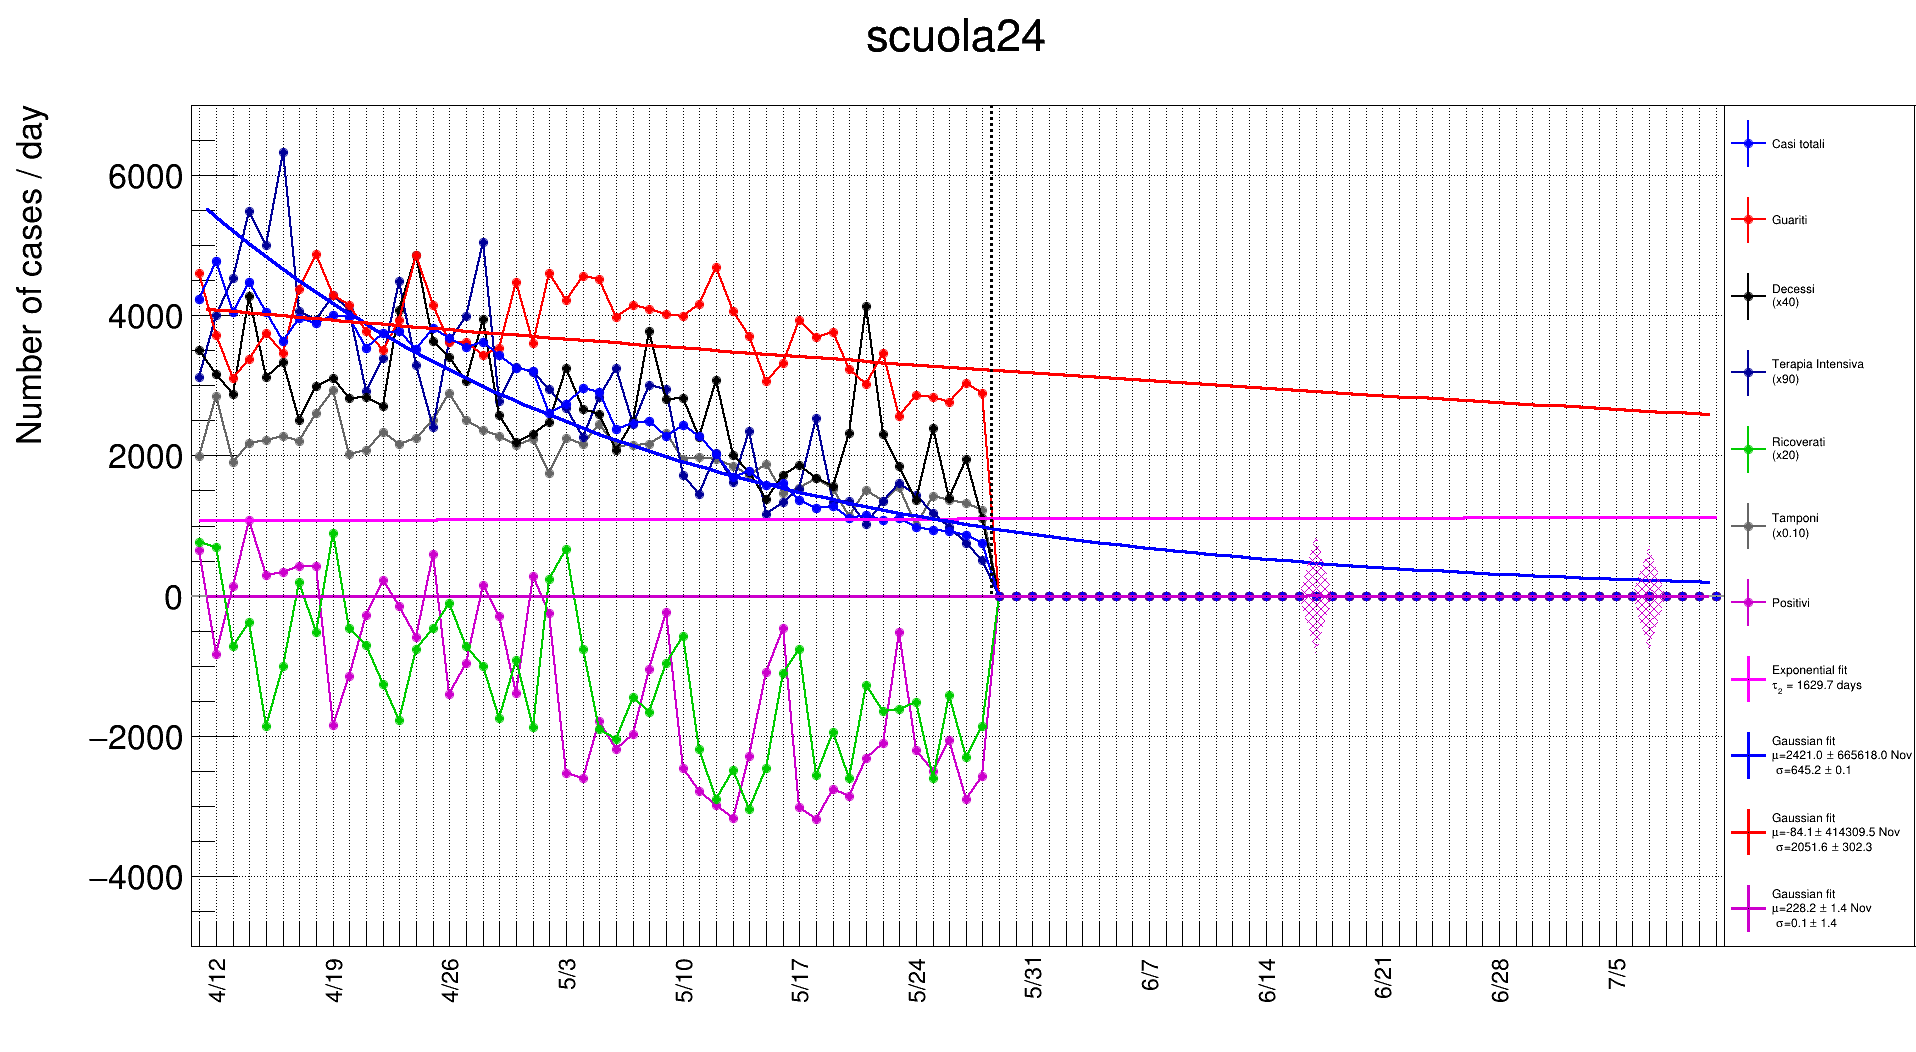 scuola24
Number of cases / day
6000
4000
2000
0
−2000
−4000
4/12
4/19
4/26
5/3
5/10
5/17
5/24
5/31
6/7
6/14
6/21
6/28
7/5
Casi totali
Guariti
Decessi
(x40)
Terapia Intensiva
(x90)
Ricoverati
(x20)
Tamponi
(x0.10)
Positivi
Exponential fit
τ2 = 1629.7 days
Gaussian fit
μ=2421.0 ± 665618.0 Nov
σ=645.2 ± 0.1
Gaussian fit
μ=-84.1 ± 414309.5 Nov
σ=2051.6 ± 302.3
Gaussian fit
μ=228.2 ± 1.4 Nov
σ=0.1 ± 1.4